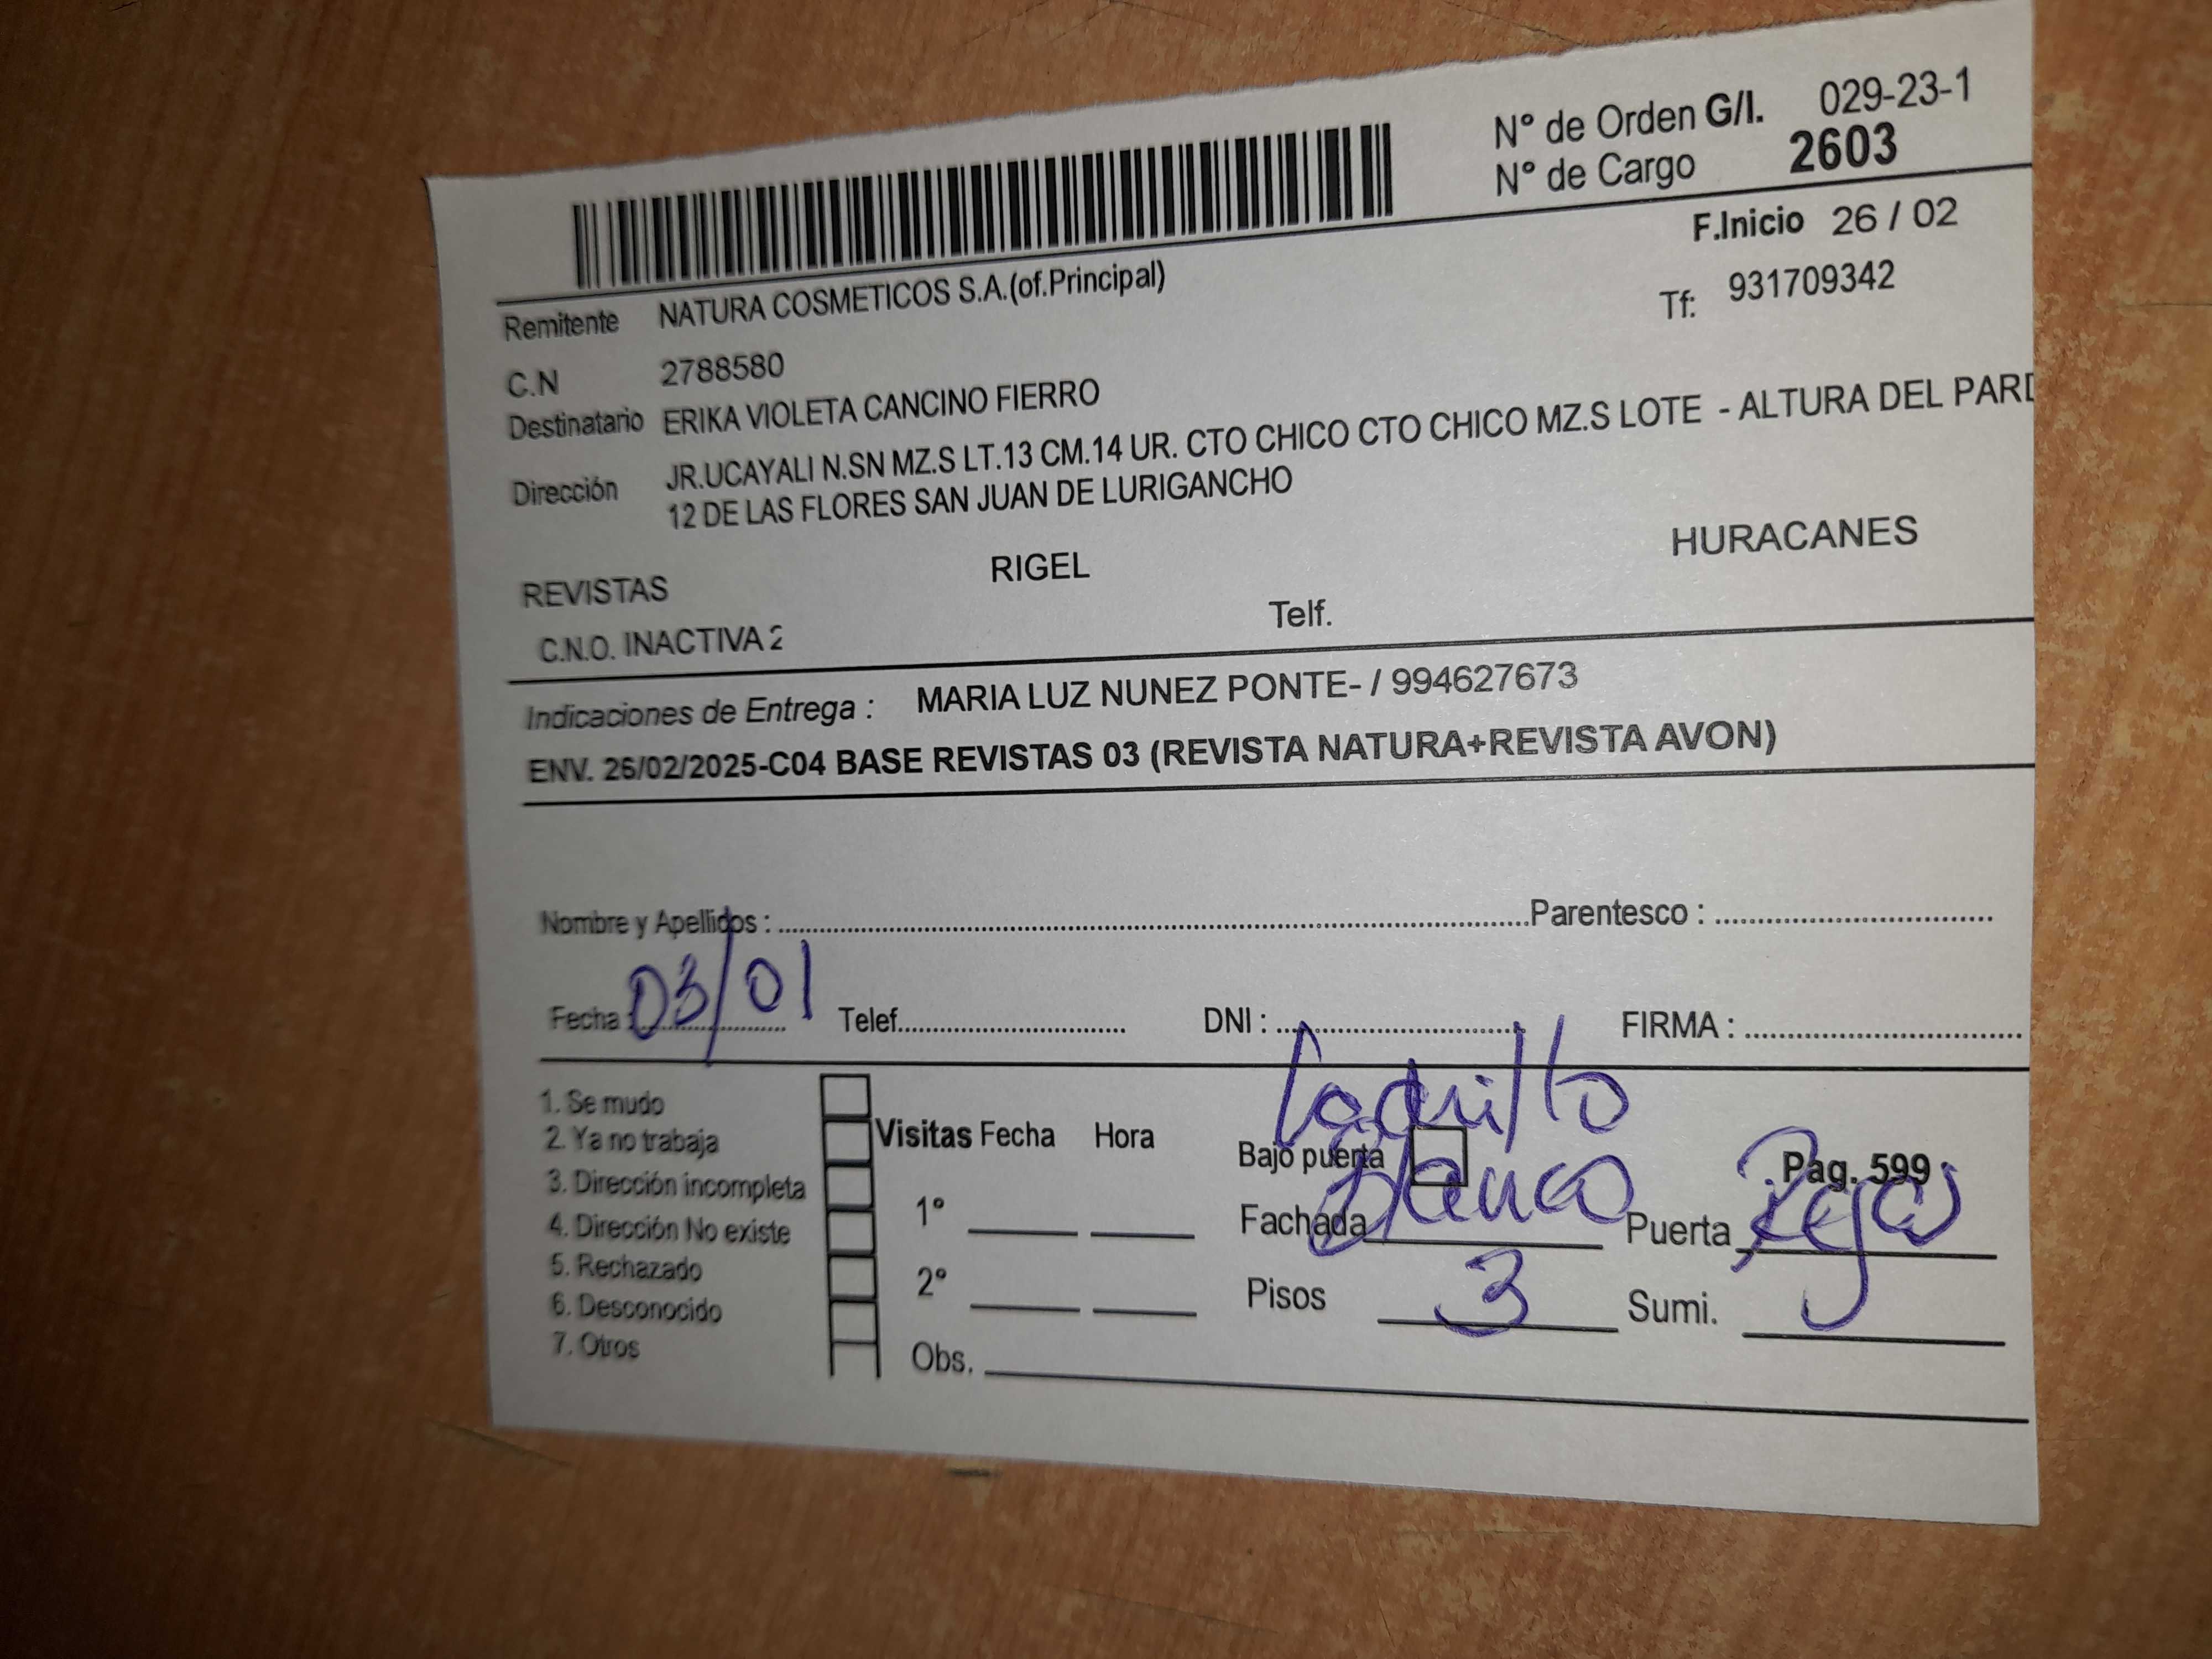 N° de Orden G/I. 029-23-1
N° de Cargo 2603
F.Inicio 26 / 02
Remitente NATURA COSMETICOS S.A.(of.Principal)
Tf: 931709342
C.N 2788580
Destinatario ERIKA VIOLETA CANCINO FIERRO
Dirección JR.UCAYALI N.SN MZ.S LT.13 CM.14 UR. CTO CHICO CTO CHICO MZ.S LOTE - ALTURA DEL PARD
12 DE LAS FLORES SAN JUAN DE LURIGANCHO
REVISTAS RIGEL HURACANES
C.N.O. INACTIVA 2 Telf.
Indicaciones de Entrega : MARIA LUZ NUNEZ PONTE- / 994627673
ENV. 26/02/2025-C04 BASE REVISTAS 03 (REVISTA NATURA+REVISTA AVON)
Nombre y Apellidos : Parentesco :
Fecha : 03/01 Telef. DNI : FIRMA :
1. Se mudo
2. Ya no trabaja
3. Dirección incompleta
4. Dirección No existe
5. Rechazado
6. Desconocido
7. Otros
Visitas Fecha Hora
1°
2°
Obs.
Ladrillo
Bajo puerta
Pag. 599
Fachada blanco Puerta Rejas
Pisos 3 Sumi.